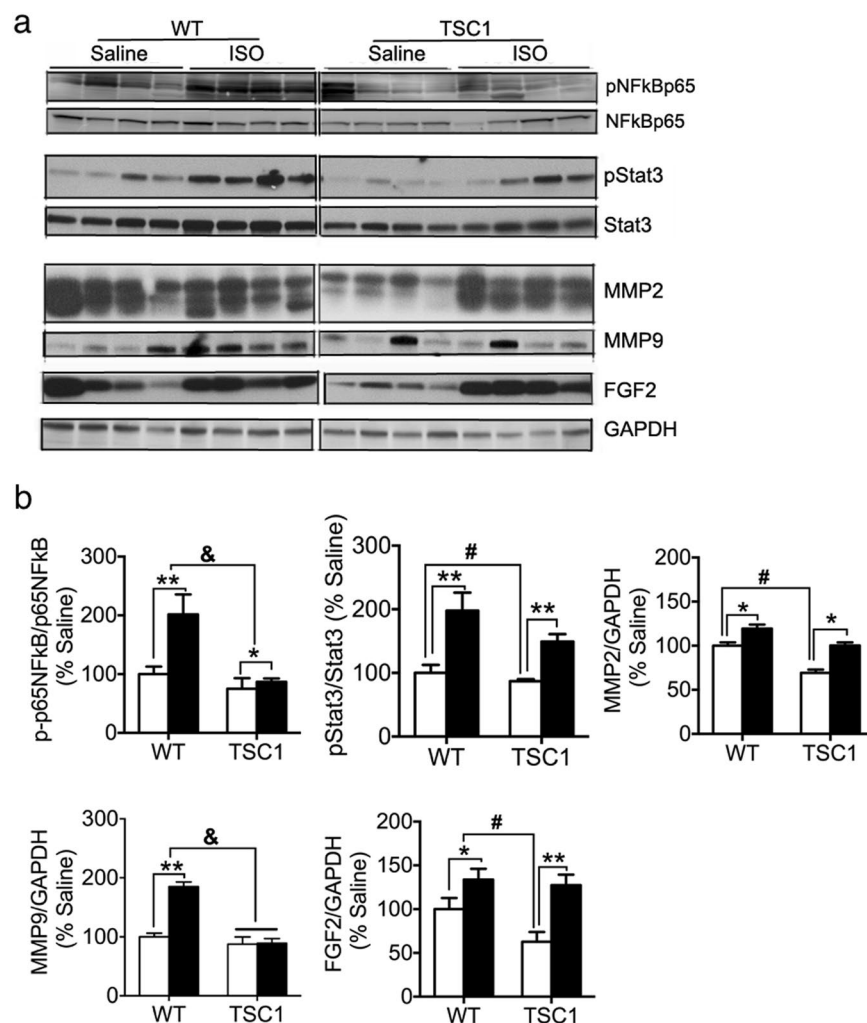 a
WT TSC1
Saline ISO Saline ISO
pNFkBp65
NFkBp65
pStat3
Stat3
MMP2
MMP9
FGF2
GAPDH
b
p-p65NFkB/p65NFkB
(% Saline)
300
200
100
0
**
&
*
WT TSC1
pStat3/Stat3 (% Saline)
300
200
100
0
**
#
**
WT TSC1
MMP2/GAPDH
(% Saline)
200
150
100
50
0
*
#
*
WT TSC1
MMP9/GAPDH
(% Saline)
300
200
100
0
**
&
WT TSC1
FGF2/GAPDH
(% Saline)
200
150
100
50
0
*
#
**
WT TSC1